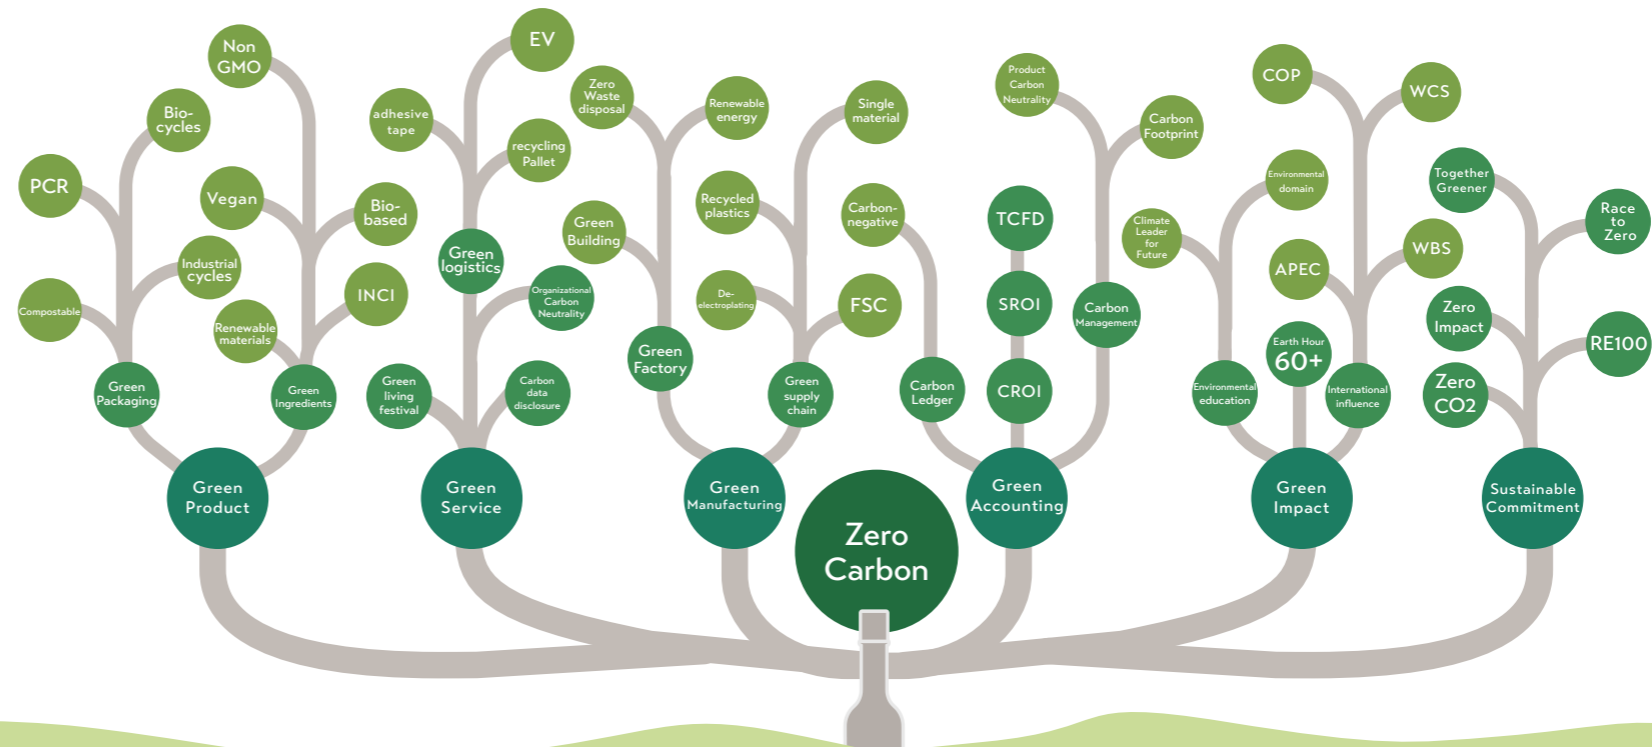 Non
GMO
Bio-
cycles
PCR
Vegan
Bio-
based
Industrial
cycles
Compostable
Renewable
materials
INCI
Green
Packaging
Green
Ingredients
Green
Product
EV
adhesive
tape
recycling
Pallet
Green
logistics
Organizational
Carbon
Neutrality
Green
living
festival
Carbon
data
disclosure
Green
Service
Zero
Waste
disposal
Renewable
energy
Single
material
Green
Building
Recycled
plastics
De-
electroplating
FSC
Green
Factory
Green
supply
chain
Green
Manufacturing
Zero
Carbon
Product
Carbon
Neutrality
Carbon
Footprint
Carbon-
negative
TCFD
SROI
CROI
Carbon
Management
Carbon
Ledger
Green
Accounting
COP
WCS
Environmental
domain
Climate
Leader
for
Future
APEC
WBS
Earth Hour
60+
Environmental
education
International
influence
Green
Impact
Together
Greener
Race
to
Zero
Zero
Impact
RE100
Zero
CO2
Sustainable
Commitment